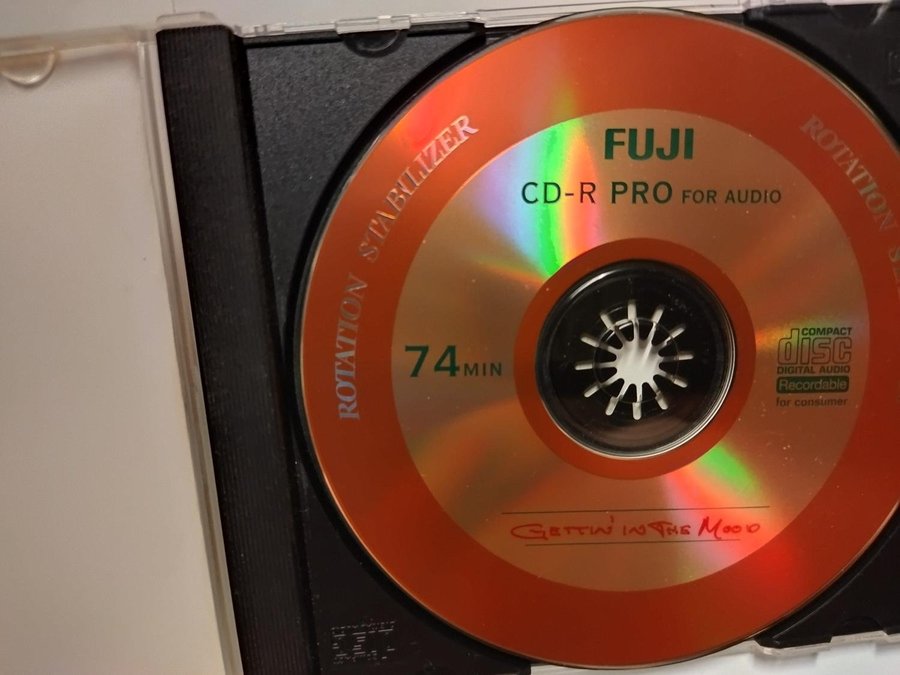 FUJI
CD-R PRO FOR AUDIO
ROTATION STABILIZER
ROTATION
74 MIN
COMPACT
disc
DIGITAL AUDIO
Recordable
for consumer
GETTIN' IN THE MOOD